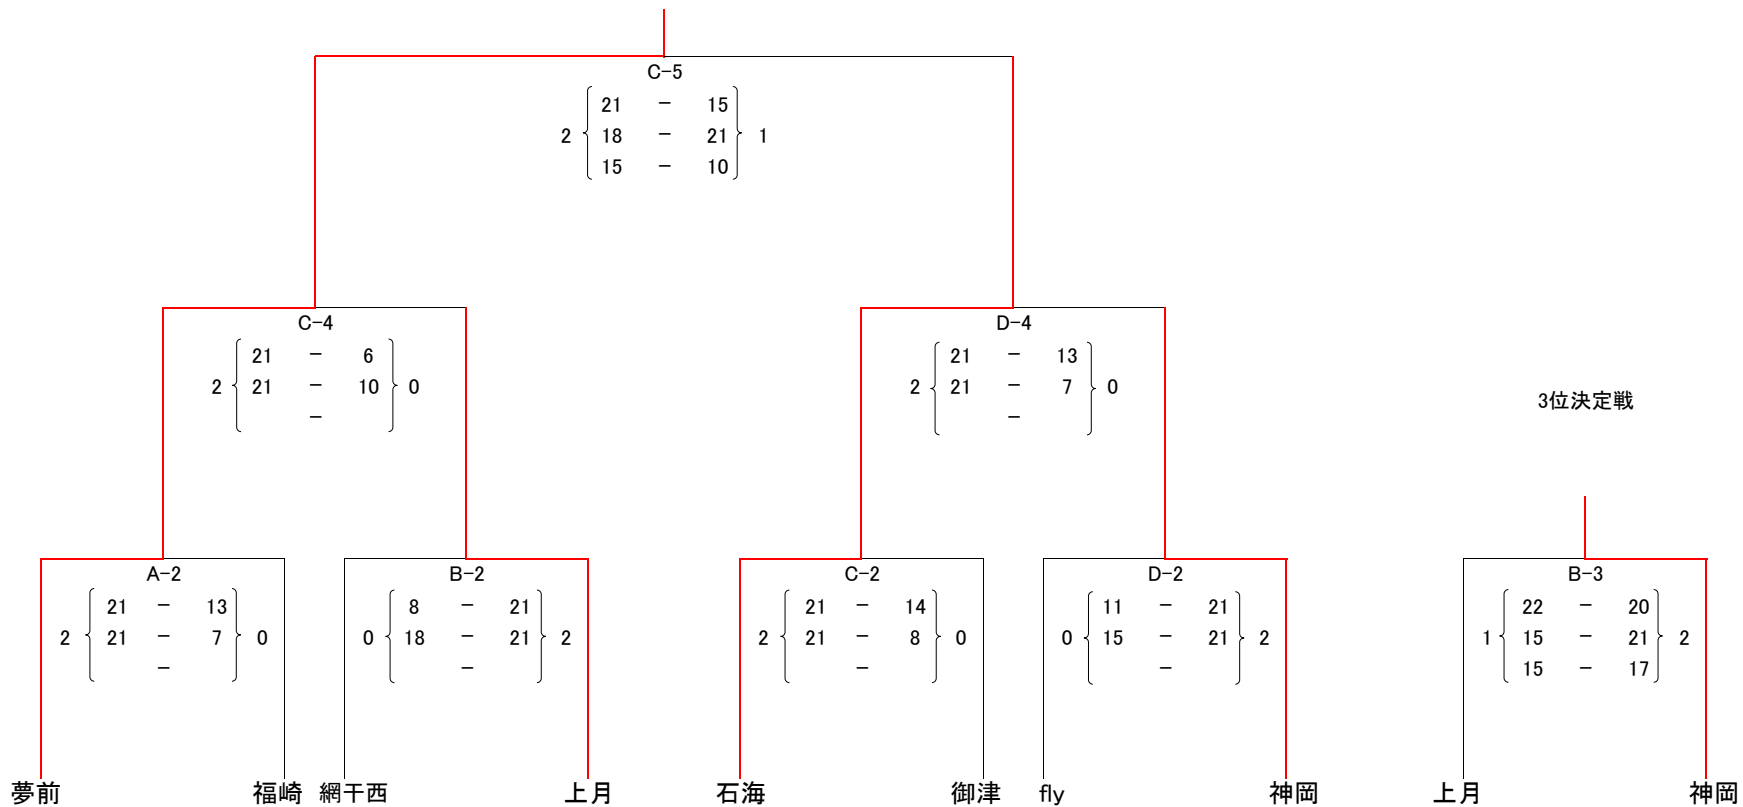 C-5
21 - 15
2 18 - 21 1
15 - 10
C-4
21 - 6
2 21 - 10 0
-
D-4
21 - 13
2 21 - 7 0
-
3位決定戦
A-2
21 - 13
2 21 - 7 0
-
B-2
8 - 21
0 18 - 21 2
-
C-2
21 - 14
2 21 - 8 0
-
D-2
11 - 21
0 15 - 21 2
-
B-3
22 - 20
1 15 - 21 2
15 - 17
夢前 福崎 網干西 上月 石海 御津 fly 神岡 上月 神岡